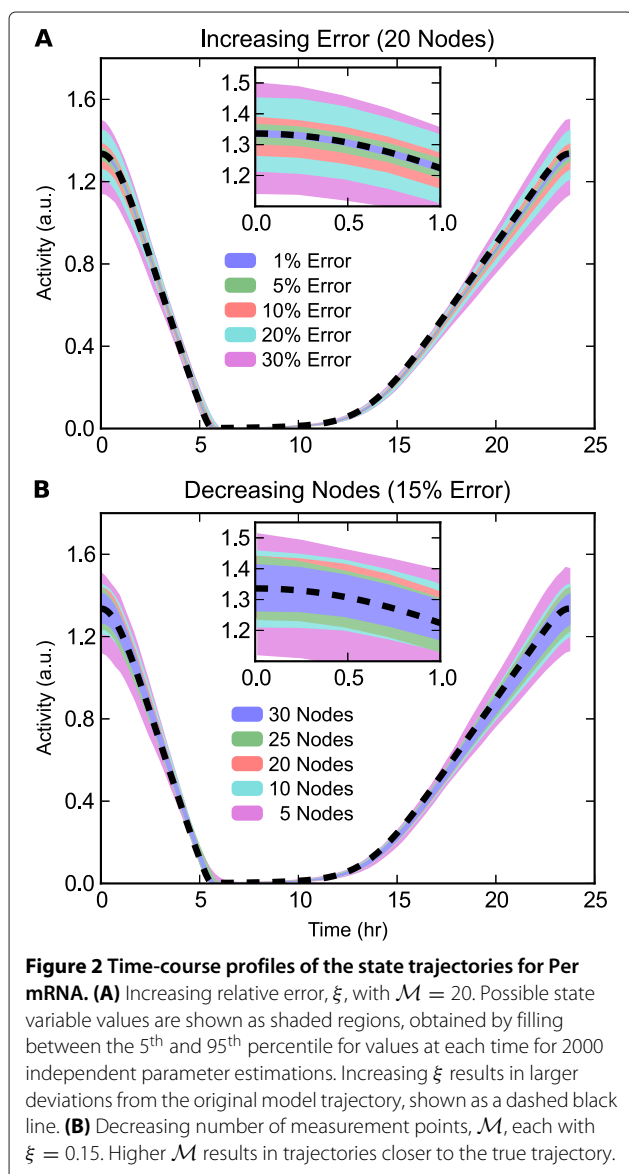 A Increasing Error (20 Nodes)
1.6
1.2
0.8
0.4
0.0
Activity (a.u.)
1.5
1.4
1.3
1.2
0.0 0.5 1.0
1% Error
5% Error
10% Error
20% Error
30% Error
0 5 10 15 20 25
B Decreasing Nodes (15% Error)
1.6
1.2
0.8
0.4
0.0
Activity (a.u.)
1.5
1.4
1.3
1.2
0.0 0.5 1.0
30 Nodes
25 Nodes
20 Nodes
10 Nodes
5 Nodes
0 5 10 15 20 25
Time (hr)
Figure 2 Time-course profiles of the state trajectories for Per
mRNA. (A) Increasing relative error, ξ, with ℳ = 20. Possible state
variable values are shown as shaded regions, obtained by filling
between the 5th and 95th percentile for values at each time for 2000
independent parameter estimations. Increasing ξ results in larger
deviations from the original model trajectory, shown as a dashed black
line. (B) Decreasing number of measurement points, ℳ, each with
ξ = 0.15. Higher ℳ results in trajectories closer to the true trajectory.